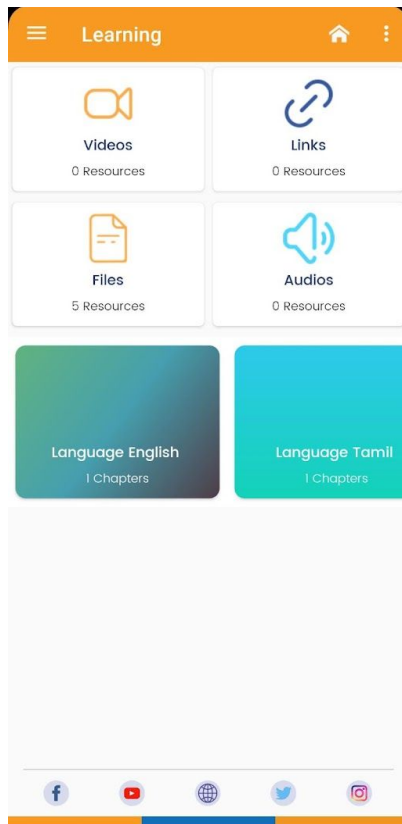 Learning
Videos
0 Resources
Links
0 Resources
Files
5 Resources
Audios
0 Resources
Language English
1 Chapters
Language Tamil
1 Chapters